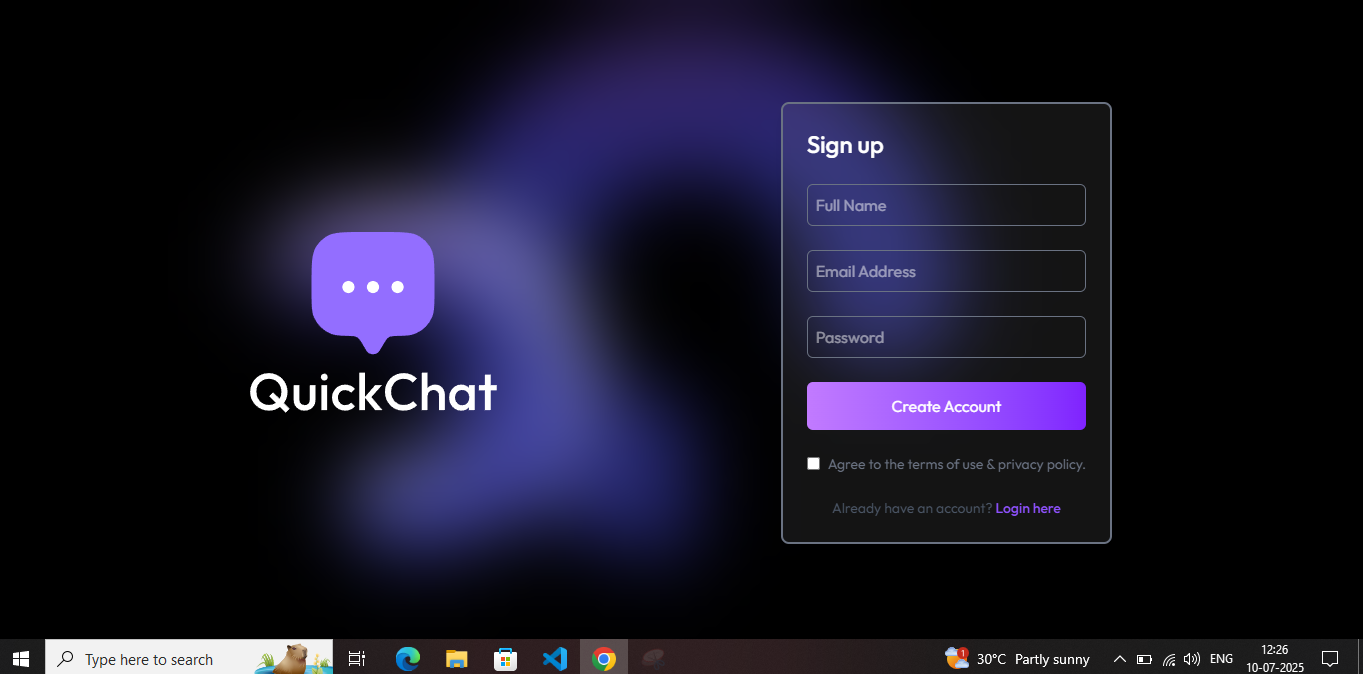 QuickChat
Sign up
Full Name
Email Address
Password
Create Account
Agree to the terms of use & privacy policy.
Already have an account? Login here
Type here to search
1
30°C Partly sunny
ENG
12:26
10-07-2025